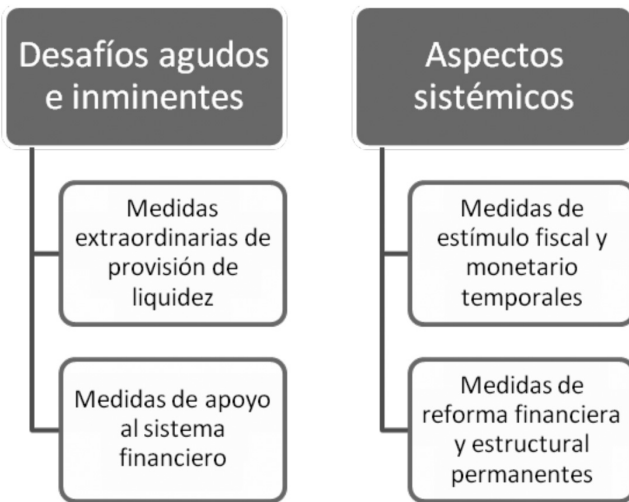 Desafíos agudos
e inminentes
Medidas
extraordinarias de
provisión de
liquidez
Medidas de apoyo
al sistema
financiero
Aspectos
sistémicos
Medidas de
estímulo fiscal y
monetario
temporales
Medidas de
reforma financiera
y estructural
permanentes